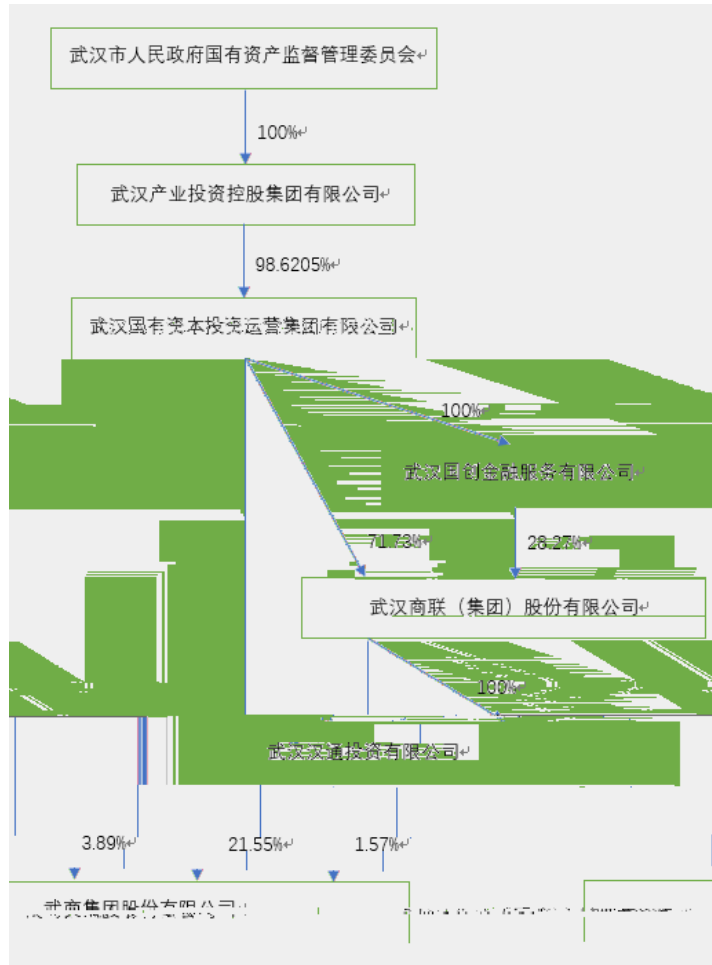 武汉市人民政府国有资产监督管理委员会
100%
武汉产业投资控股集团有限公司
98.6205%
武汉国有资本投资运营集团有限公司
100%
武汉国创金融服务有限公司
71.73%
28.27%
武汉商联（集团）股份有限公司
100%
武汉汉通投资有限公司
3.89%
21.55%
1.57%
武商集团股份有限公司